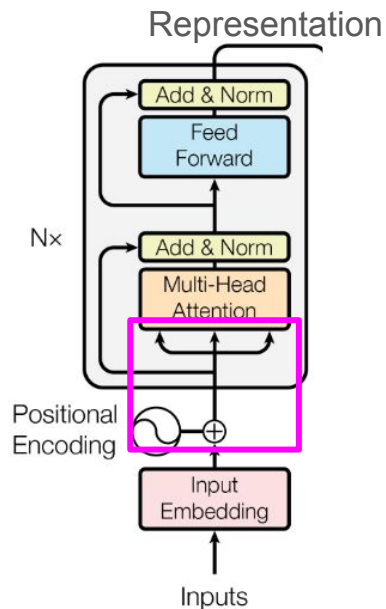 Representation
Add & Norm
Feed
Forward
N×
Add & Norm
Multi-Head
Attention
Positional
Encoding
Input
Embedding
Inputs